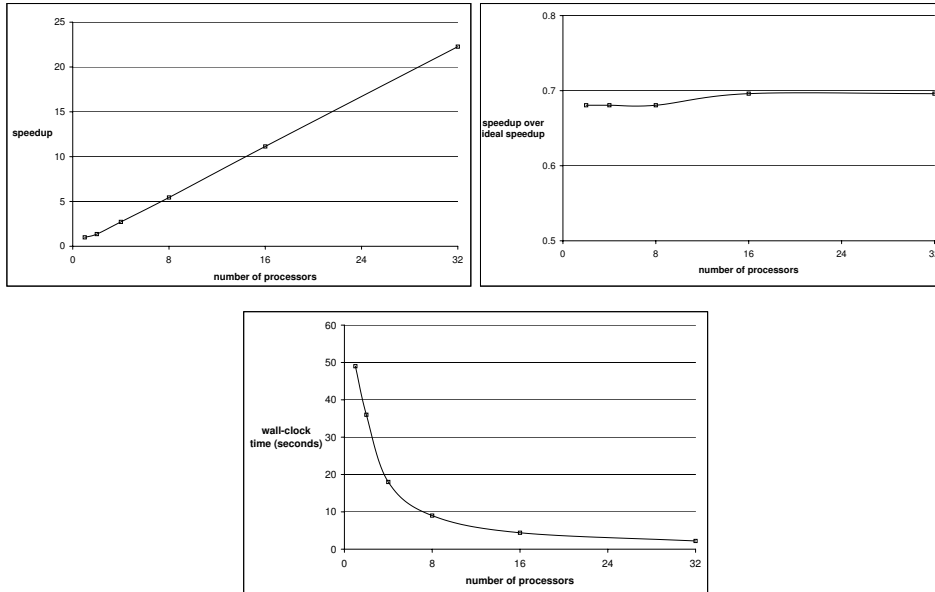 25
20
15
10
5
0
speedup
0 8 16 24 32
number of processors
0.8
0.7
0.6
0.5
speedup over
ideal speedup
0 8 16 24
number of processors
60
50
40
30
20
10
0
wall-clock
time (seconds)
0 8 16 24 32
number of processors